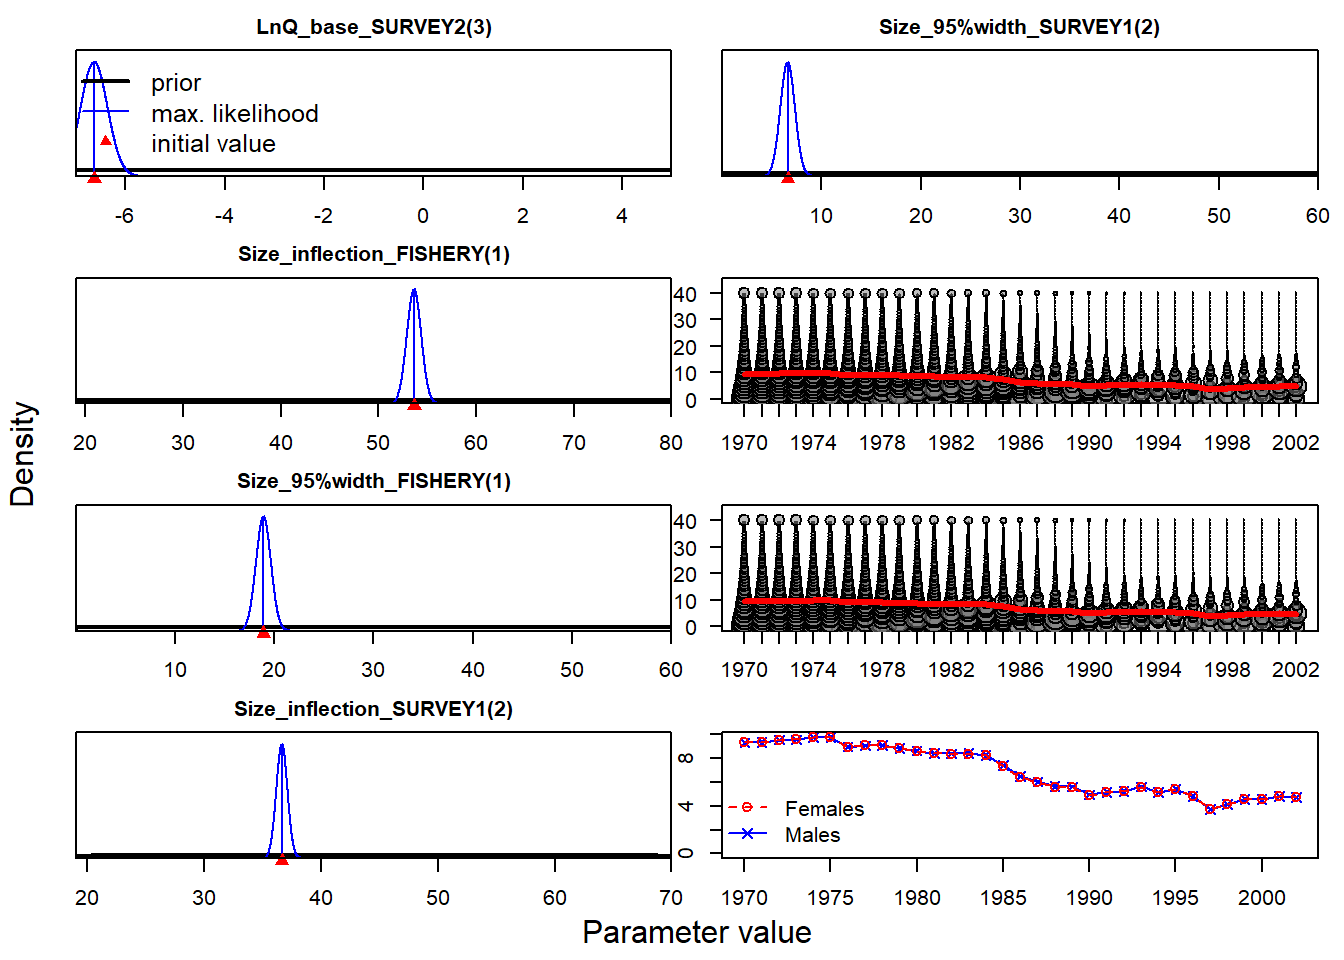 LnQ_base_SURVEY2(3)
prior
max. likelihood
initial value
-6 -4 -2 0 2 4
Size_95%width_SURVEY1(2)
10 20 30 40 50 60
Size_inflection_FISHERY(1)
20 30 40 50 60 70 80
40
30
20
10
0
1970 1974 1978 1982 1986 1990 1994 1998 2002
Size_95%width_FISHERY(1)
10 20 30 40 50 60
40
30
20
10
0
1970 1974 1978 1982 1986 1990 1994 1998 2002
Size_inflection_SURVEY1(2)
20 30 40 50 60 70
8
4
0
Females
Males
1970 1975 1980 1985 1990 1995 2000
Density
Parameter value